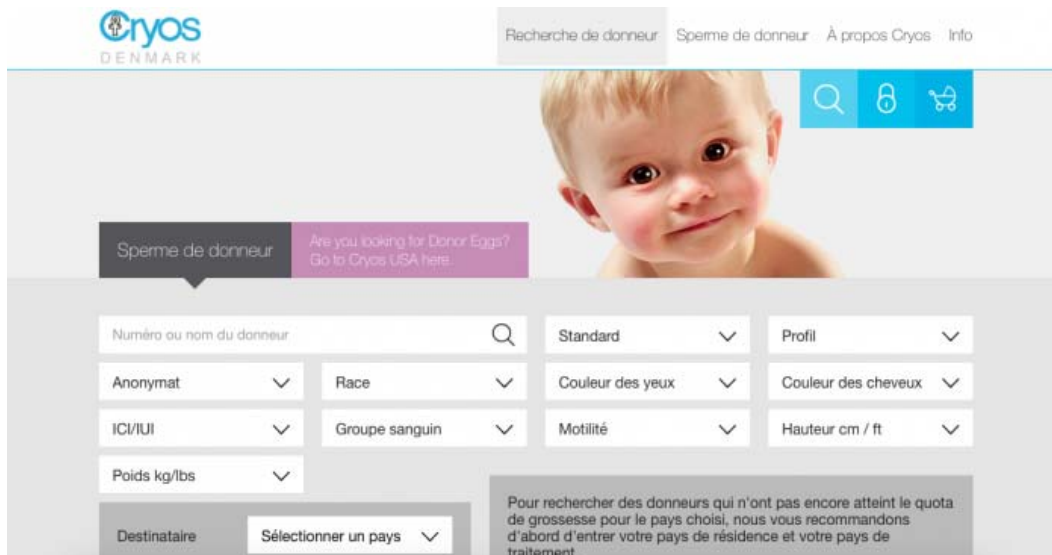 Cryos
DENMARK
Recherche de donneur Sperme de donneur À propos Cryos Info
Sperme de donneur
Are you looking for Donor Eggs?
Go to Cryos USA here.
Numéro ou nom du donneur
Standard
Profil
Anonymat
Race
Couleur des yeux
Couleur des cheveux
ICI/IUI
Groupe sanguin
Motilité
Hauteur cm / ft
Poids kg/lbs
Destinataire
Sélectionner un pays
Pour rechercher des donneurs qui n'ont pas encore atteint le quota
de grossesse pour le pays choisi, nous vous recommandons
d'abord d'entrer votre pays de résidence et votre pays de
traitement